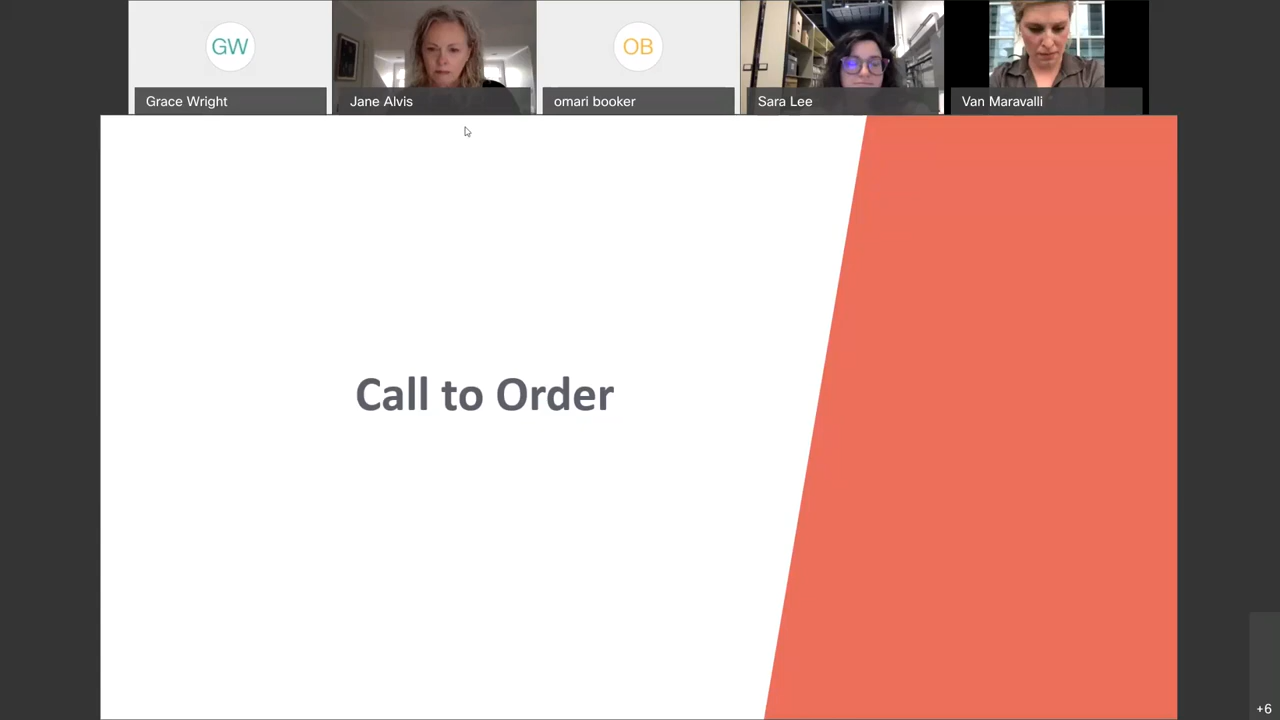 GW
Grace Wright
Jane Alvis
OB
omari booker
Sara Lee
Van Maravalli
Call to Order
+6